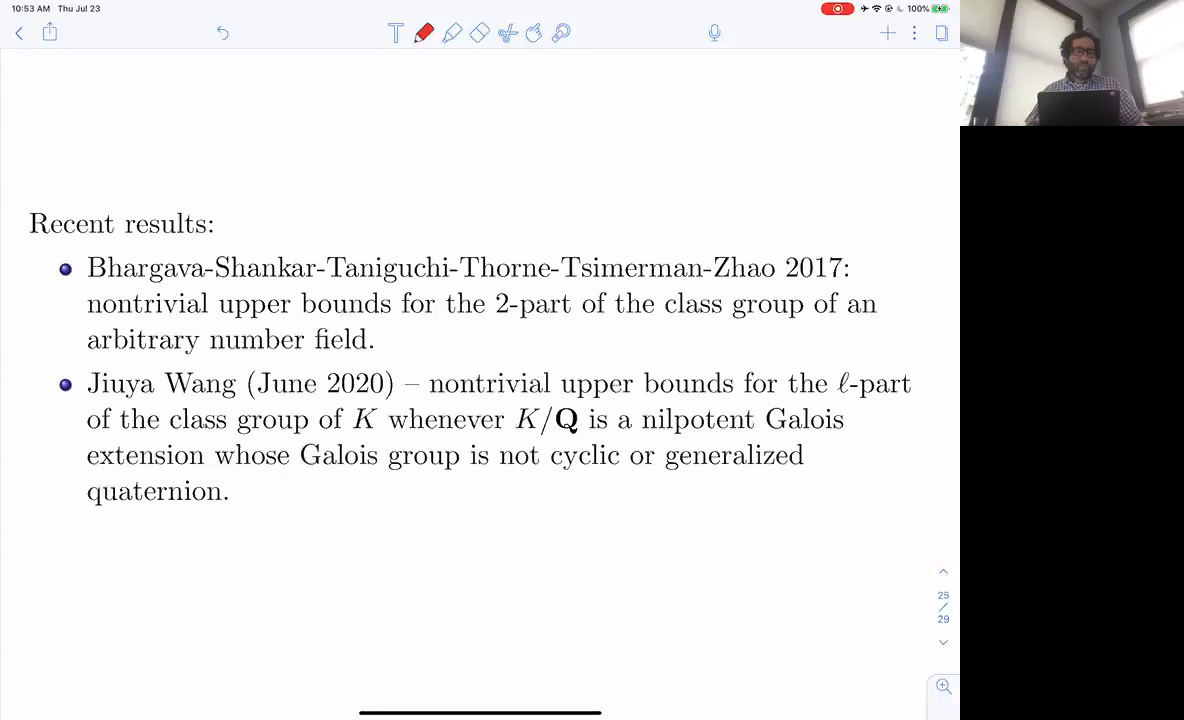 10:53 AM Thu Jul 23
100%
T
Recent results:
Bhargava-Shankar-Taniguchi-Thorne-Tsimerman-Zhao 2017:
nontrivial upper bounds for the 2-part of the class group of an
arbitrary number field.
Jiuya Wang (June 2020) – nontrivial upper bounds for the ℓ-part
of the class group of K whenever K/Q is a nilpotent Galois
extension whose Galois group is not cyclic or generalized
quaternion.
25
/
29